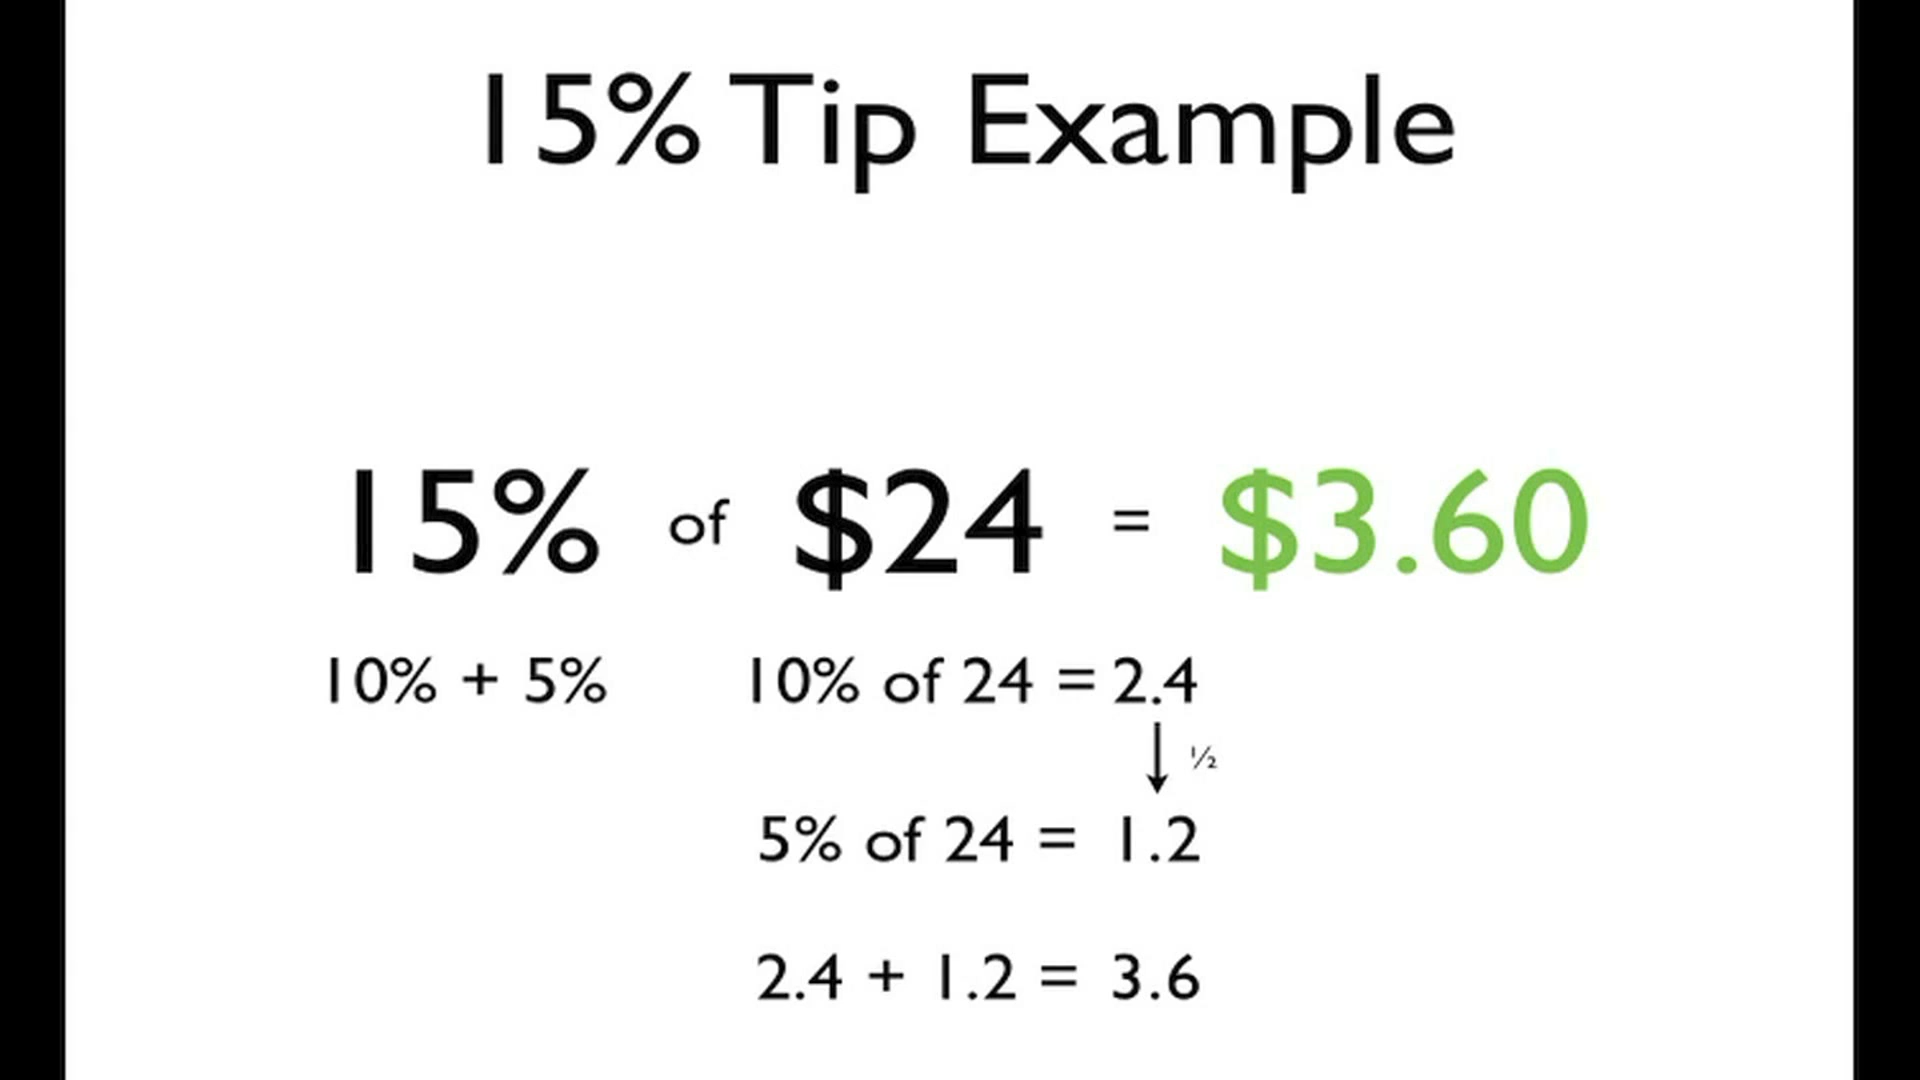 15% Tip Example
15% of $24 = $3.60
10% + 5% 10% of 24 = 2.4
½
5% of 24 = 1.2
2.4 + 1.2 = 3.6